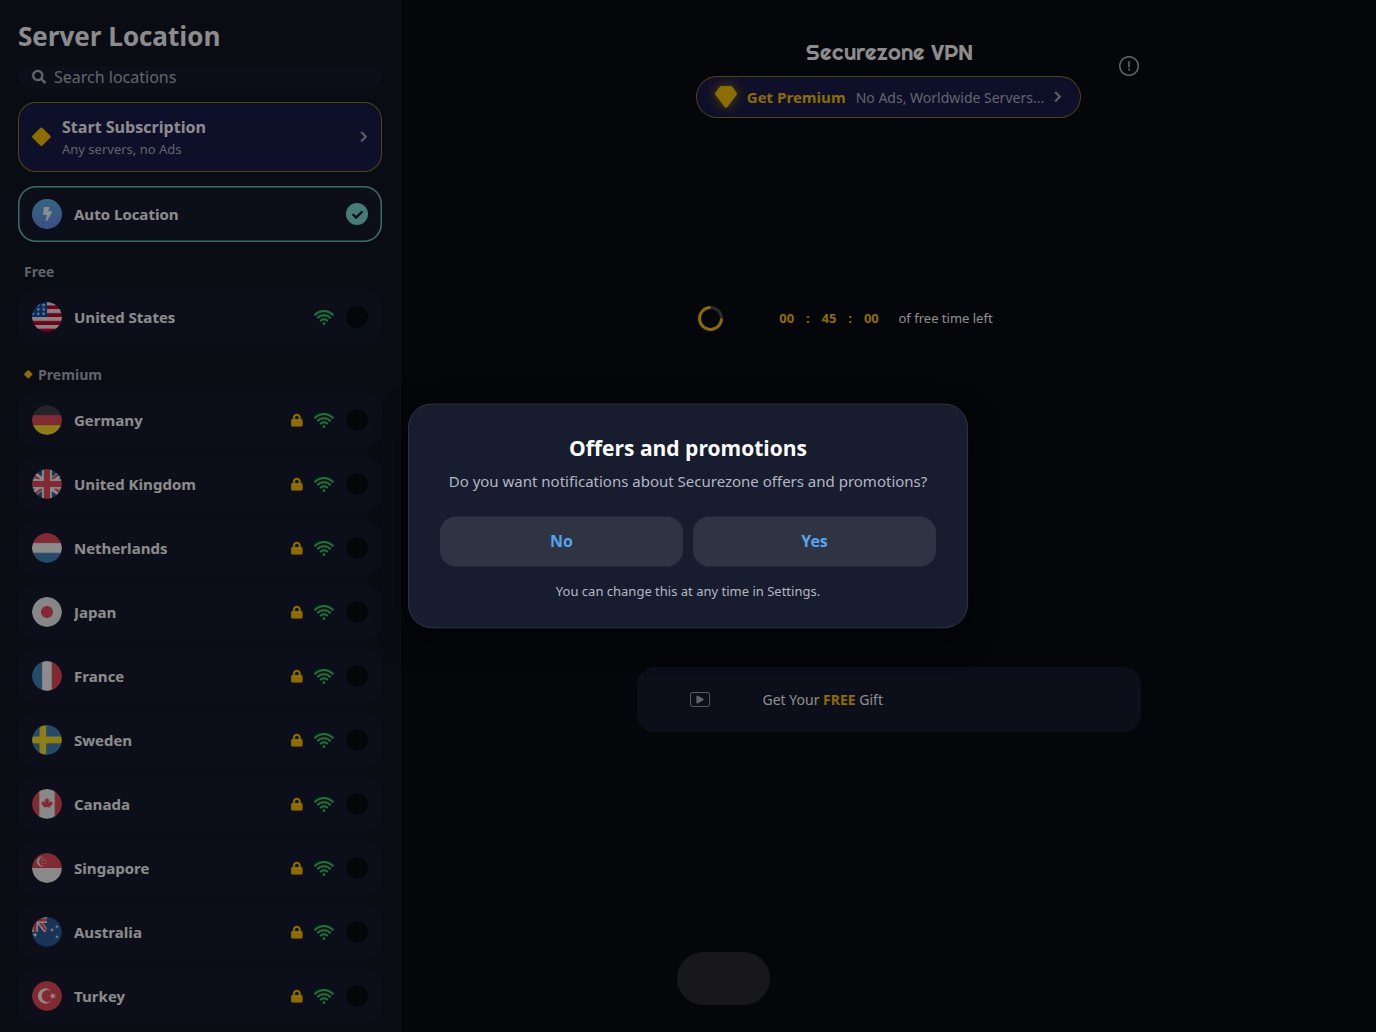 Server Location
Search locations
Start Subscription
Any servers, no Ads
Auto Location
Free
United States
Premium
Germany
United Kingdom
Netherlands
Japan
France
Sweden
Canada
Singapore
Australia
Turkey
Securezone VPN
Get Premium No Ads, Worldwide Servers...
00 : 45 : 00 of free time left
Offers and promotions
Do you want notifications about Securezone offers and promotions?
No
Yes
You can change this at any time in Settings.
Get Your FREE Gift